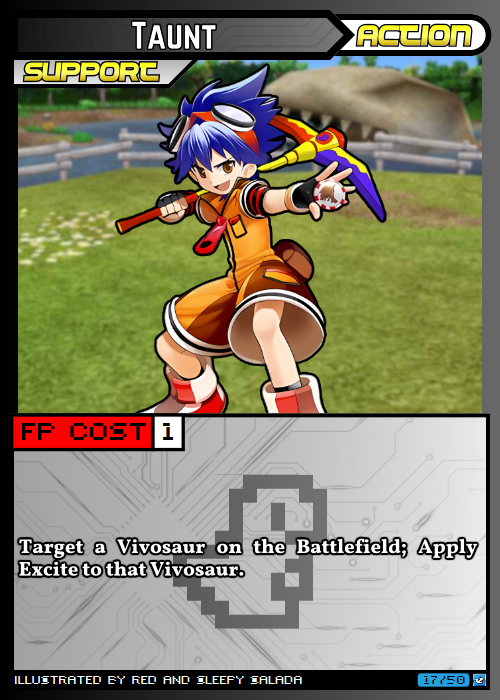 Taunt
ACTION
SUPPORT
FP COST 1
Target a Vivosaur on the Battlefield; Apply
Excite to that Vivosaur.
ILLUSTRATED BY RED AND SLEEPY SALADA
17/50